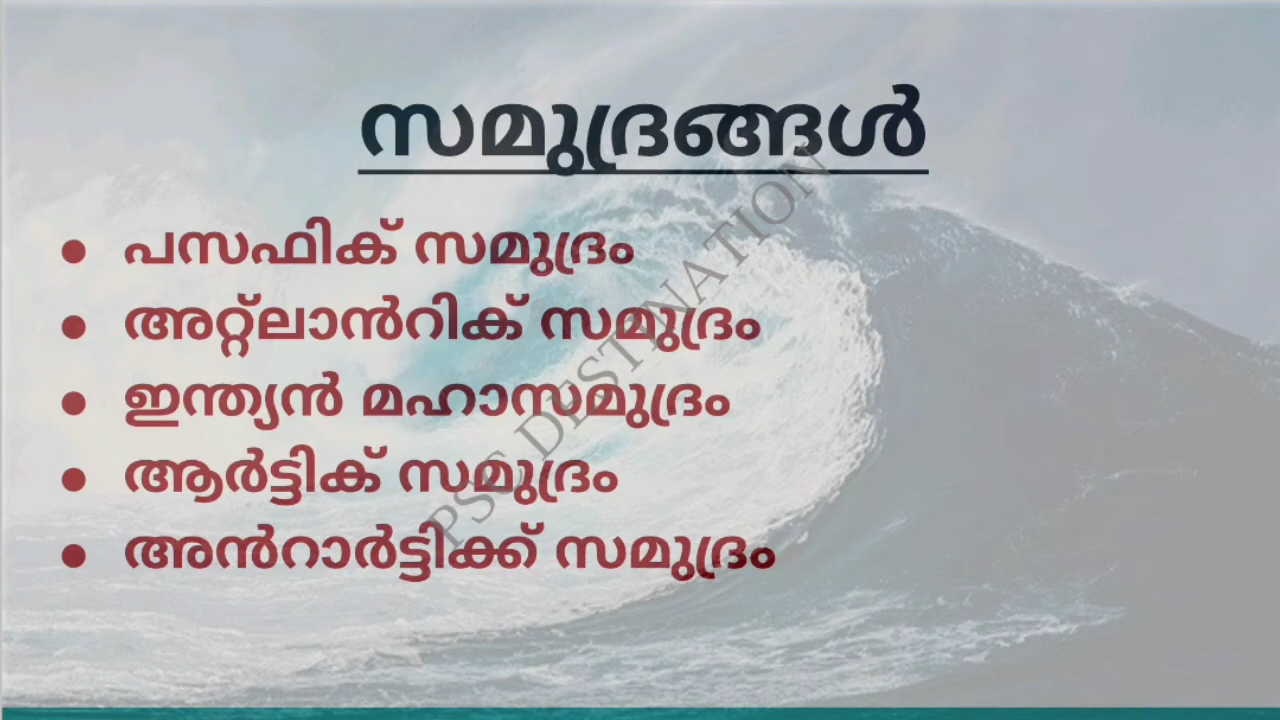 സമുദ്രങ്ങൾ
• പസഫിക് സമുദ്രം
• അറ്റ്ലാൻറിക് സമുദ്രം
• ഇന്ത്യൻ മഹാസമുദ്രം
• ആർട്ടിക് സമുദ്രം
• അൻറാർട്ടിക്ക് സമുദ്രം
PSC DESTINATION